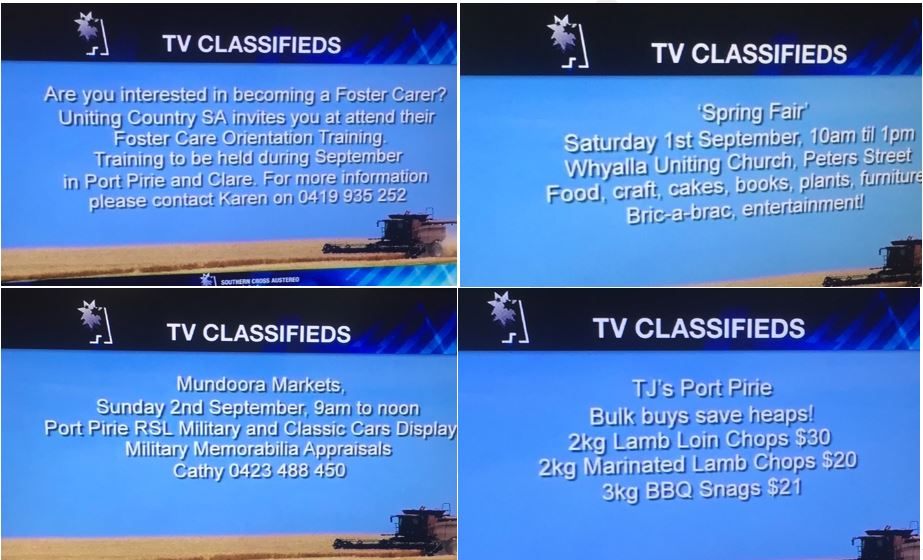 TV CLASSIFIEDS
Are you interested in becoming a Foster Carer?
Uniting Country SA invites you at attend their
Foster Care Orientation Training.
Training to be held during September
in Port Pirie and Clare. For more information
please contact Karen on 0419 935 252
SOUTHERN CROSS AUSTEREO
TV CLASSIFIEDS
'Spring Fair'
Saturday 1st September, 10am til 1pm
Whyalla Uniting Church, Peters Street
Food, craft, cakes, books, plants, furniture
Bric-a-brac, entertainment!
TV CLASSIFIEDS
Mundoora Markets,
Sunday 2nd September, 9am to noon
Port Pirie RSL Military and Classic Cars Display
Military Memorabilia Appraisals
Cathy 0423 488 450
TV CLASSIFIEDS
TJ's Port Pirie
Bulk buys save heaps!
2kg Lamb Loin Chops $30
2kg Marinated Lamb Chops $20
3kg BBQ Snags $21